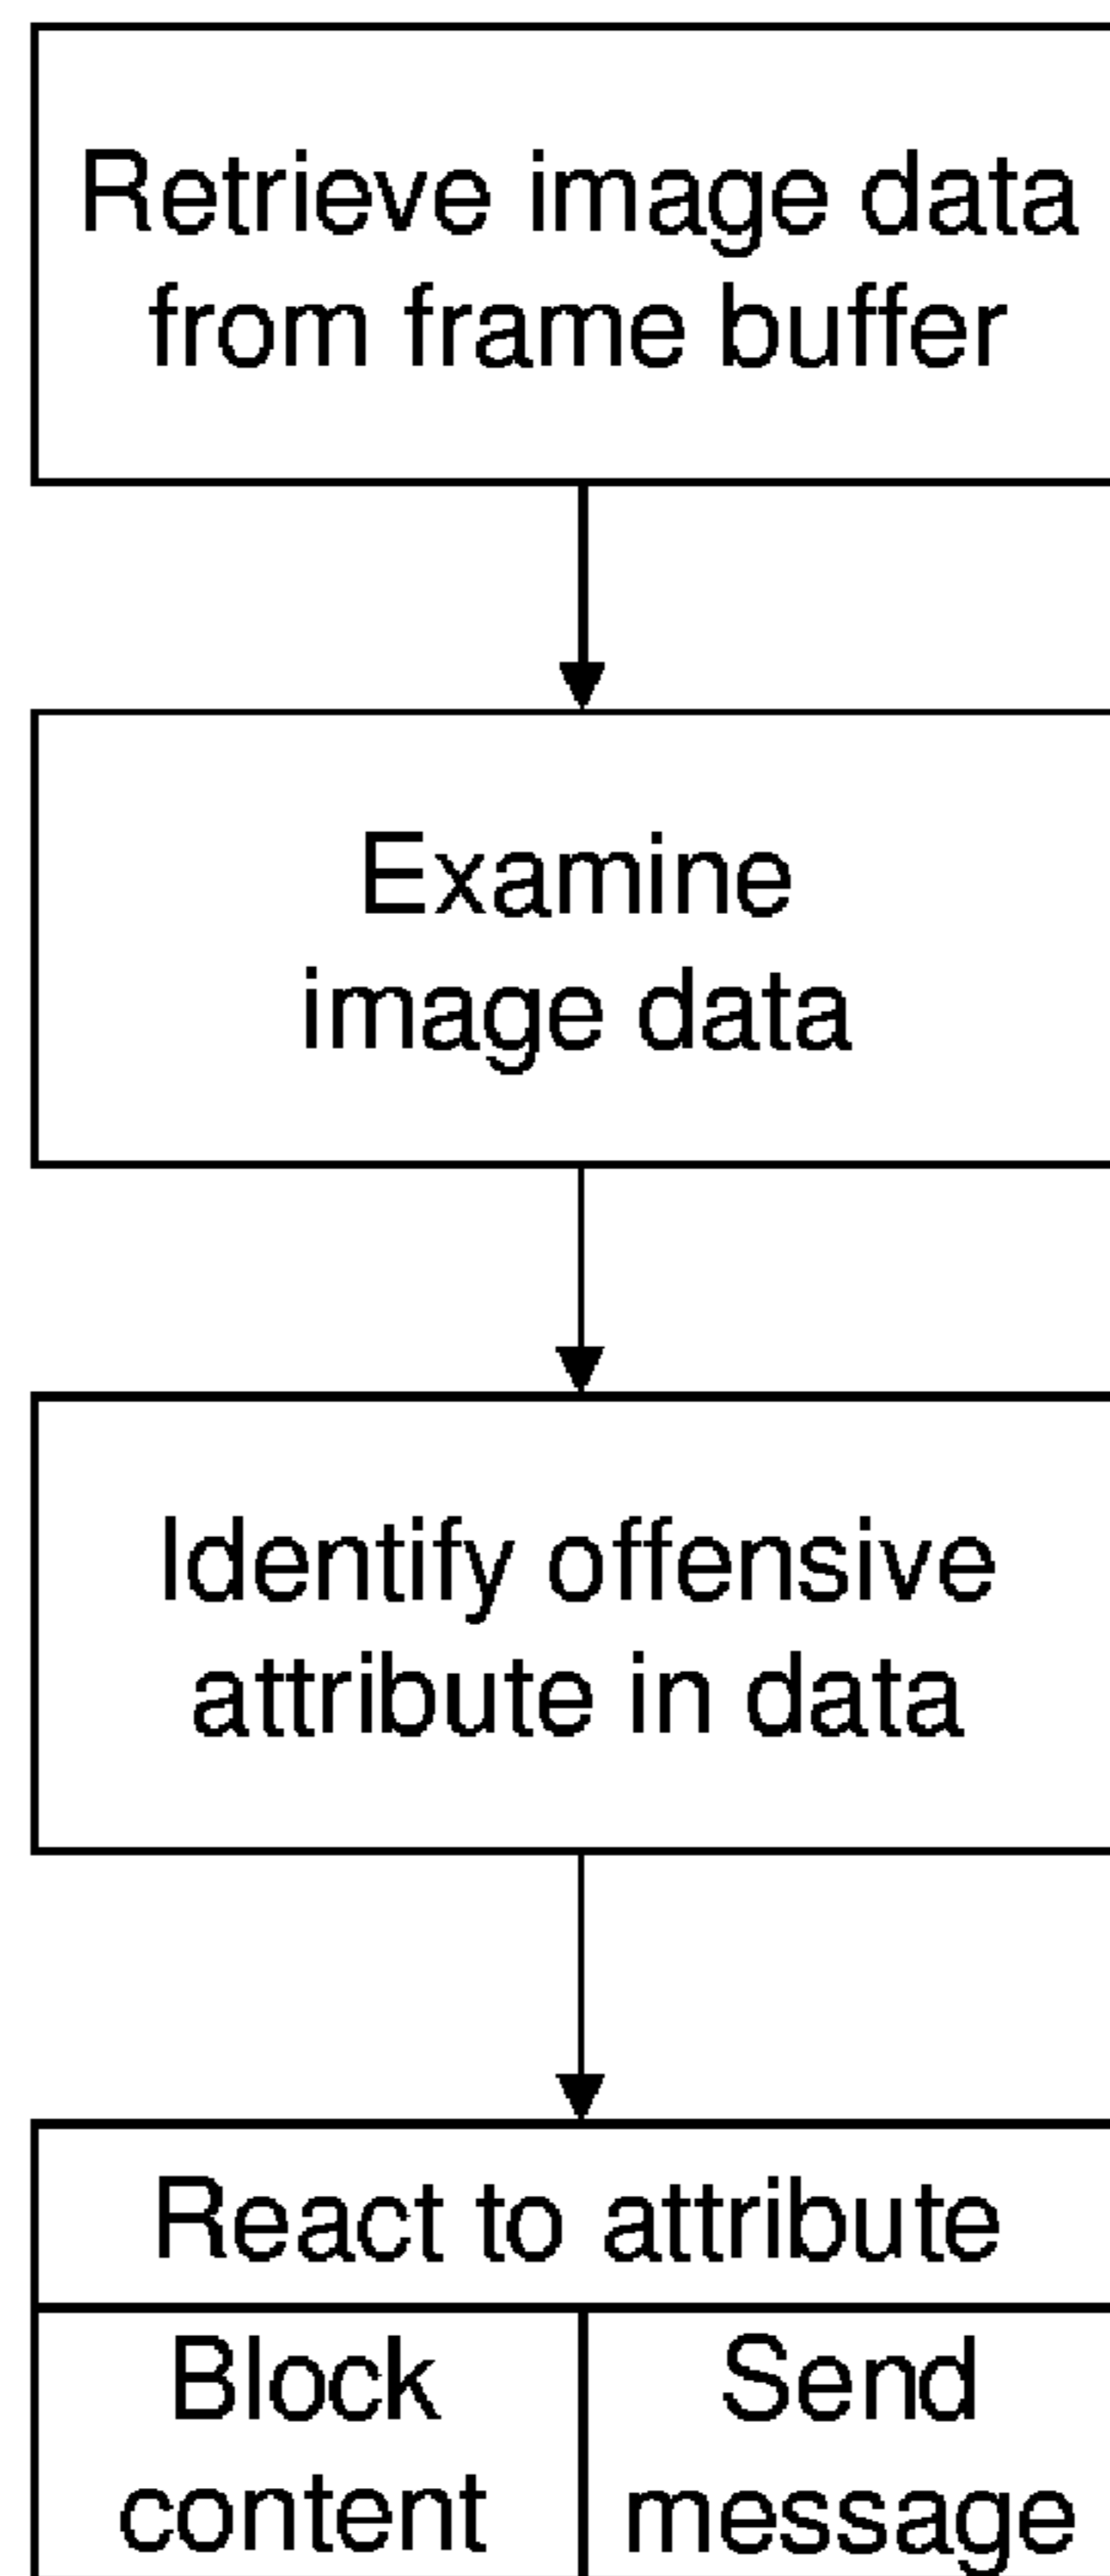 Retrieve image data
from frame buffer
Examine
image data
Identify offensive
attribute in data
React to attribute
Block
content
Send
message